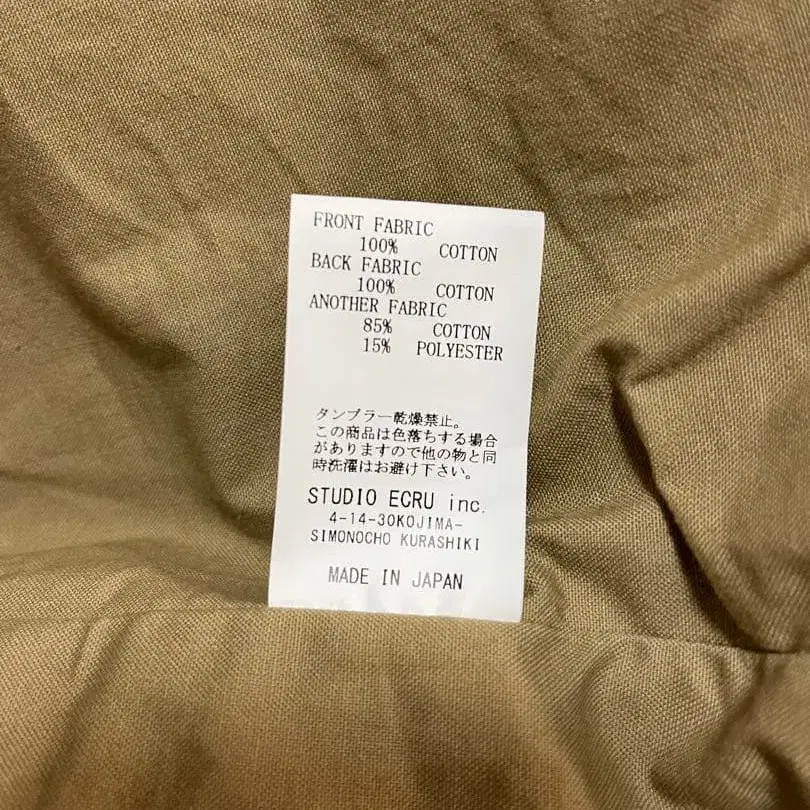 FRONT FABRIC
100% COTTON
BACK FABRIC
100% COTTON
ANOTHER FABRIC
85% COTTON
15% POLYESTER
タンブラー乾燥禁止。
この商品は色落ちする場合
がありますので他の物と同
時洗濯はお避け下さい。
STUDIO ECRU inc.
4-14-30KOJIMA-
SIMONOCHO KURASHIKI
MADE IN JAPAN